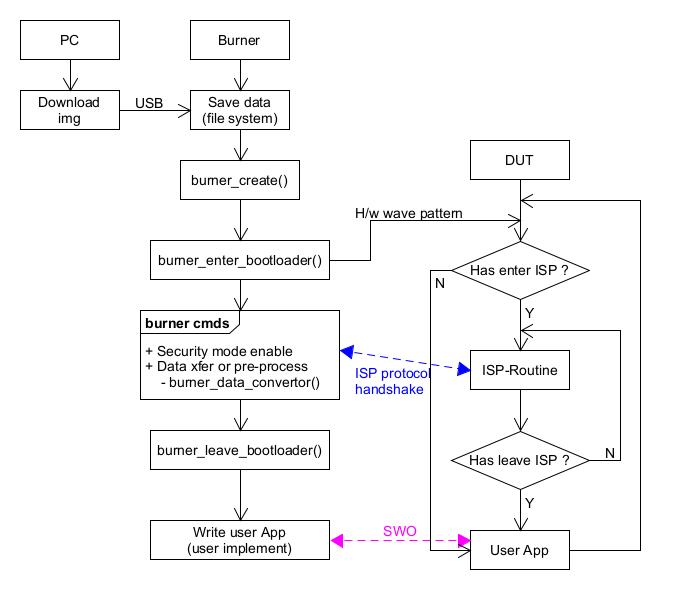 PC
Burner
Download
img
USB
Save data
(file system)
burner_create()
DUT
H/w wave pattern
burner_enter_bootloader()
Has enter ISP ?
N
Y
burner cmds
+ Security mode enable
+ Data xfer or pre-process
- burner_data_convertor()
ISP protocol
handshake
ISP-Routine
burner_leave_bootloader()
Has leave ISP ?
N
Y
Write user App
(user implement)
SWO
User App